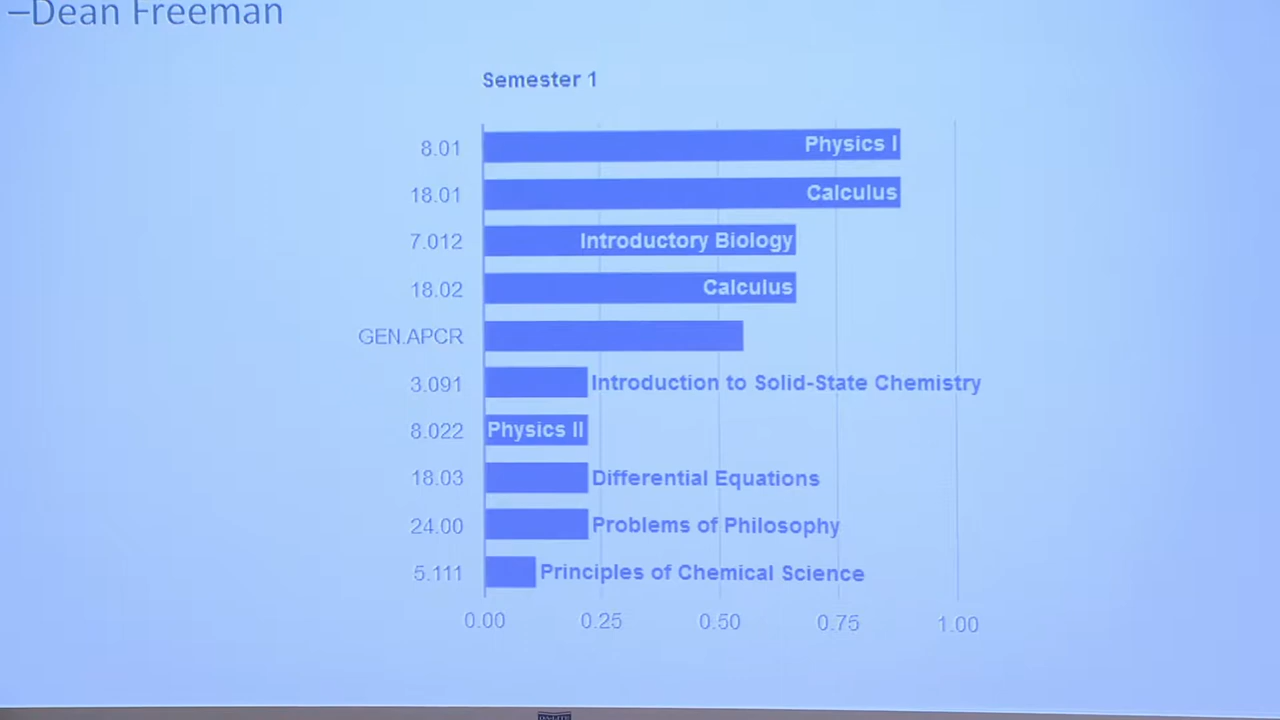 –Dean Freeman
Semester 1
8.01 Physics I
18.01 Calculus
7.012 Introductory Biology
18.02 Calculus
GEN.APCR
3.091 Introduction to Solid-State Chemistry
8.022 Physics II
18.03 Differential Equations
24.00 Problems of Philosophy
5.111 Principles of Chemical Science
0.00 0.25 0.50 0.75 1.00